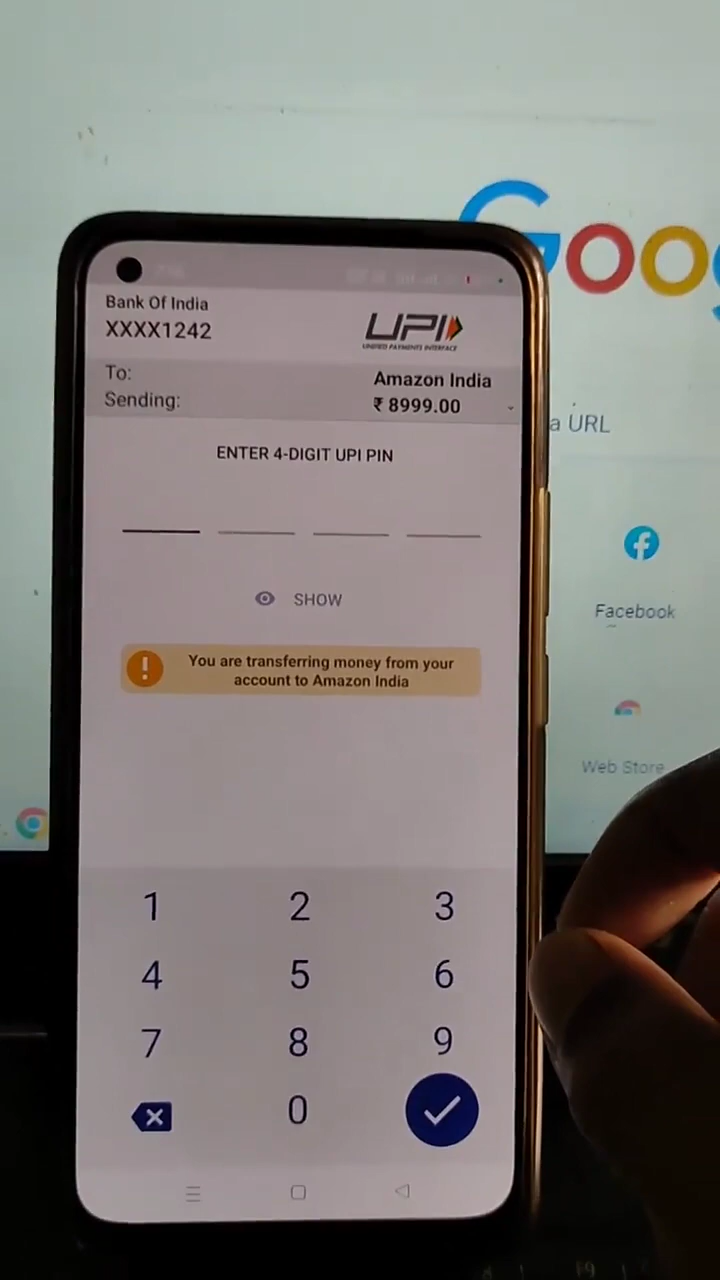 Goo
Bank Of India
XXXX1242
UPI
UNIFIED PAYMENTS INTERFACE
To:
Amazon India
Sending:
₹ 8999.00
a URL
ENTER 4-DIGIT UPI PIN
SHOW
Facebook
You are transferring money from your
account to Amazon India
Web Store
1 2 3
4 5 6
7 8 9
0